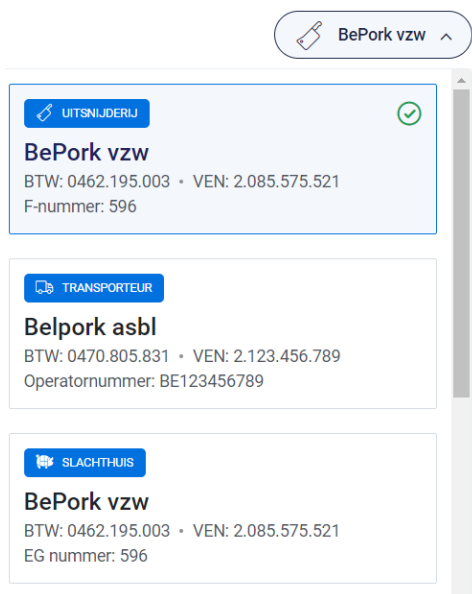 BePork vzw
UITSNIJDERIJ
BePork vzw
BTW: 0462.195.003 • VEN: 2.085.575.521
F-nummer: 596
TRANSPORTEUR
Belpork asbl
BTW: 0470.805.831 • VEN: 2.123.456.789
Operatornummer: BE123456789
SLACHTHUIS
BePork vzw
BTW: 0462.195.003 • VEN: 2.085.575.521
EG nummer: 596